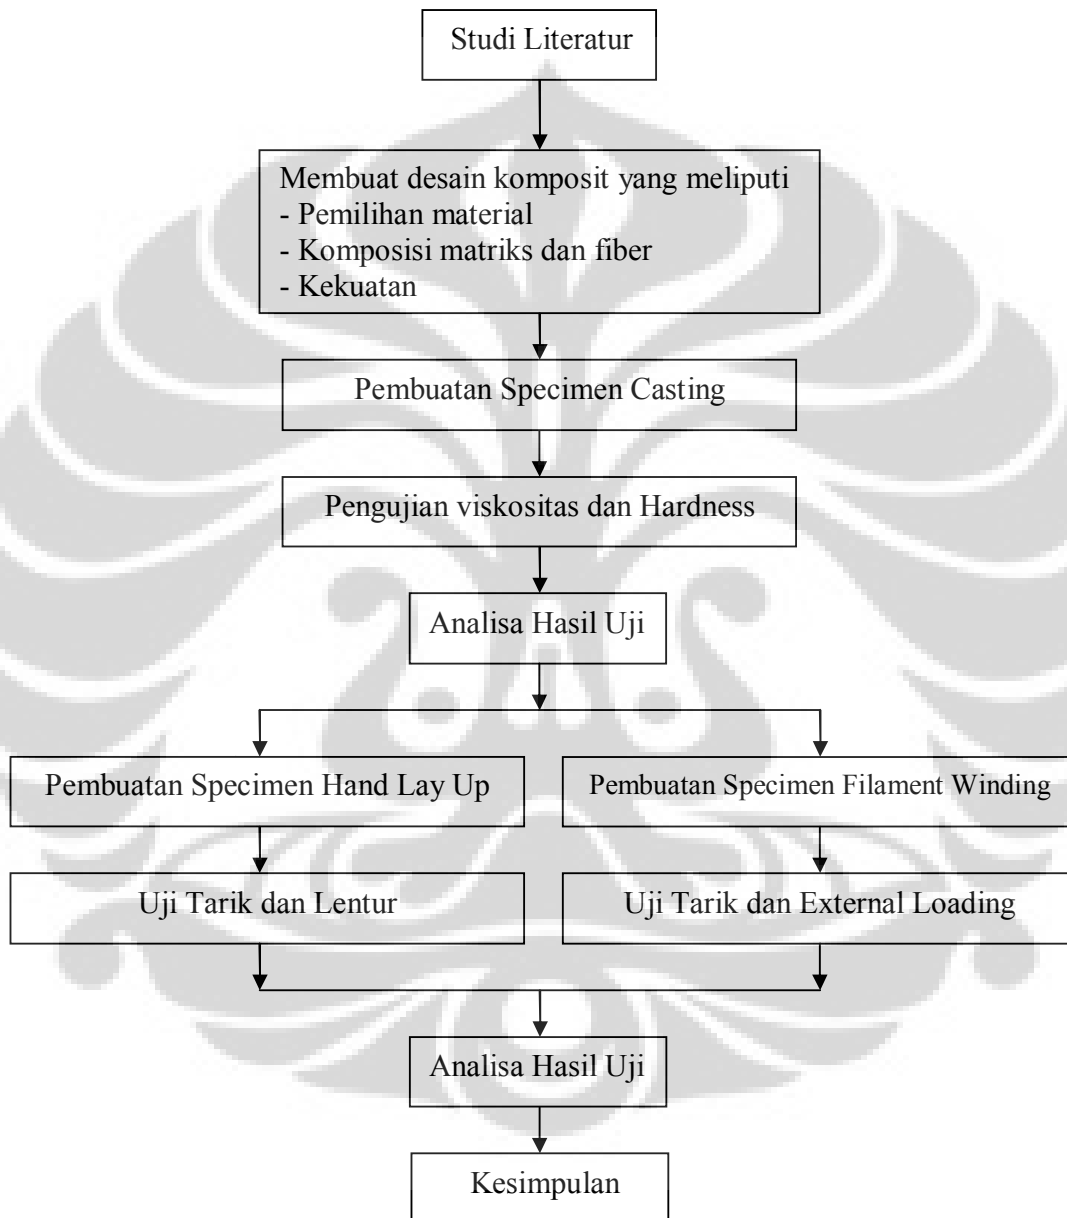 Studi Literatur
Membuat desain komposit yang meliputi
- Pemilihan material
- Komposisi matriks dan fiber
- Kekuatan
Pembuatan Specimen Casting
Pengujian viskositas dan Hardness
Analisa Hasil Uji
Pembuatan Specimen Hand Lay Up
Pembuatan Specimen Filament Winding
Uji Tarik dan Lentur
Uji Tarik dan External Loading
Analisa Hasil Uji
Kesimpulan